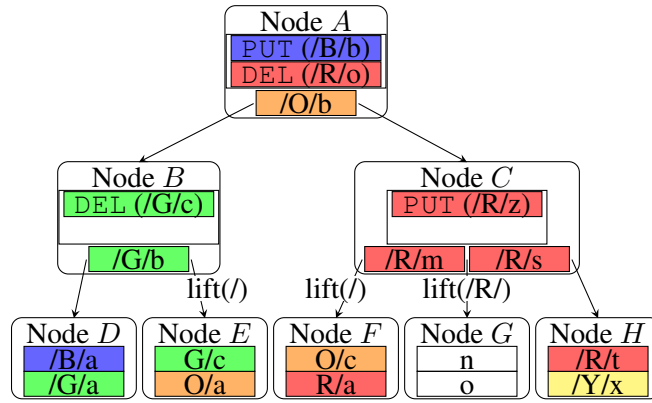 Node A
PUT (/B/b)
DEL (/R/o)
/O/b
Node B
DEL (/G/c)
/G/b
Node C
PUT (/R/z)
/R/m /R/s
lift(/) lift(/) lift(/R/)
Node D
/B/a
/G/a
Node E
G/c
O/a
Node F
O/c
R/a
Node G
n
o
Node H
/R/t
/Y/x